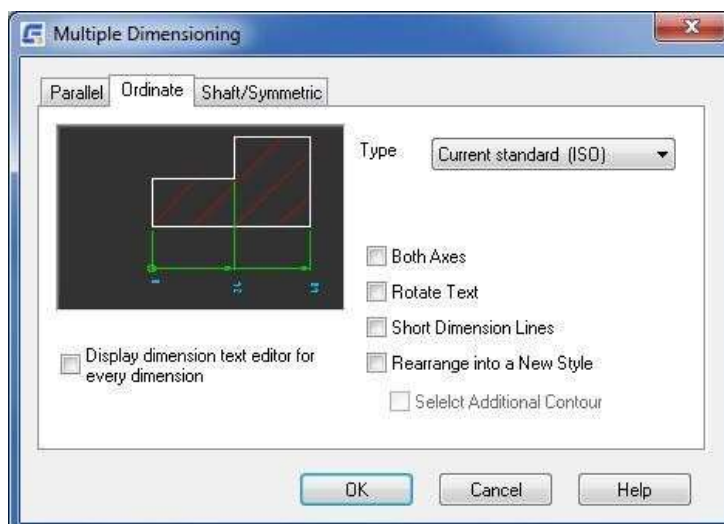 Multiple Dimensioning
Parallel
Ordinate
Shaft/Symmetric
Type
Current standard (ISO)
Both Axes
Rotate Text
Short Dimension Lines
Rearrange into a New Style
Selelct Additional Contour
Display dimension text editor for
every dimension
OK
Cancel
Help